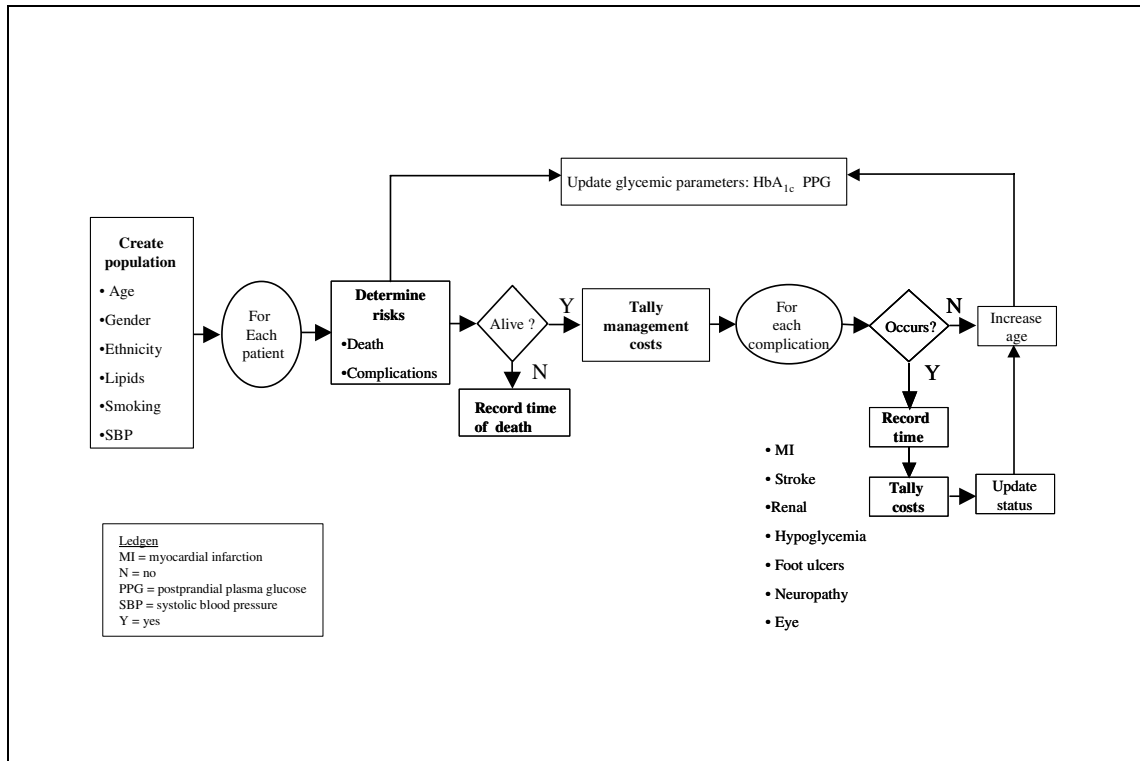 Update glycemic parameters: HbA1c PPG
Create
population
• Age
•Gender
•Ethnicity
•Lipids
•Smoking
•SBP
For
Each
patient
Determine
risks
•Death
•Complications
Alive ?
Y
N
Record time
of death
Tally
management
costs
For
each
complication
Occurs?
N
Y
Increase
age
Record
time
Tally
costs
Update
status
• MI
• Stroke
•Renal
• Hypoglycemia
• Foot ulcers
• Neuropathy
• Eye
Ledgen
MI = myocardial infarction
N = no
PPG = postprandial plasma glucose
SBP = systolic blood pressure
Y = yes